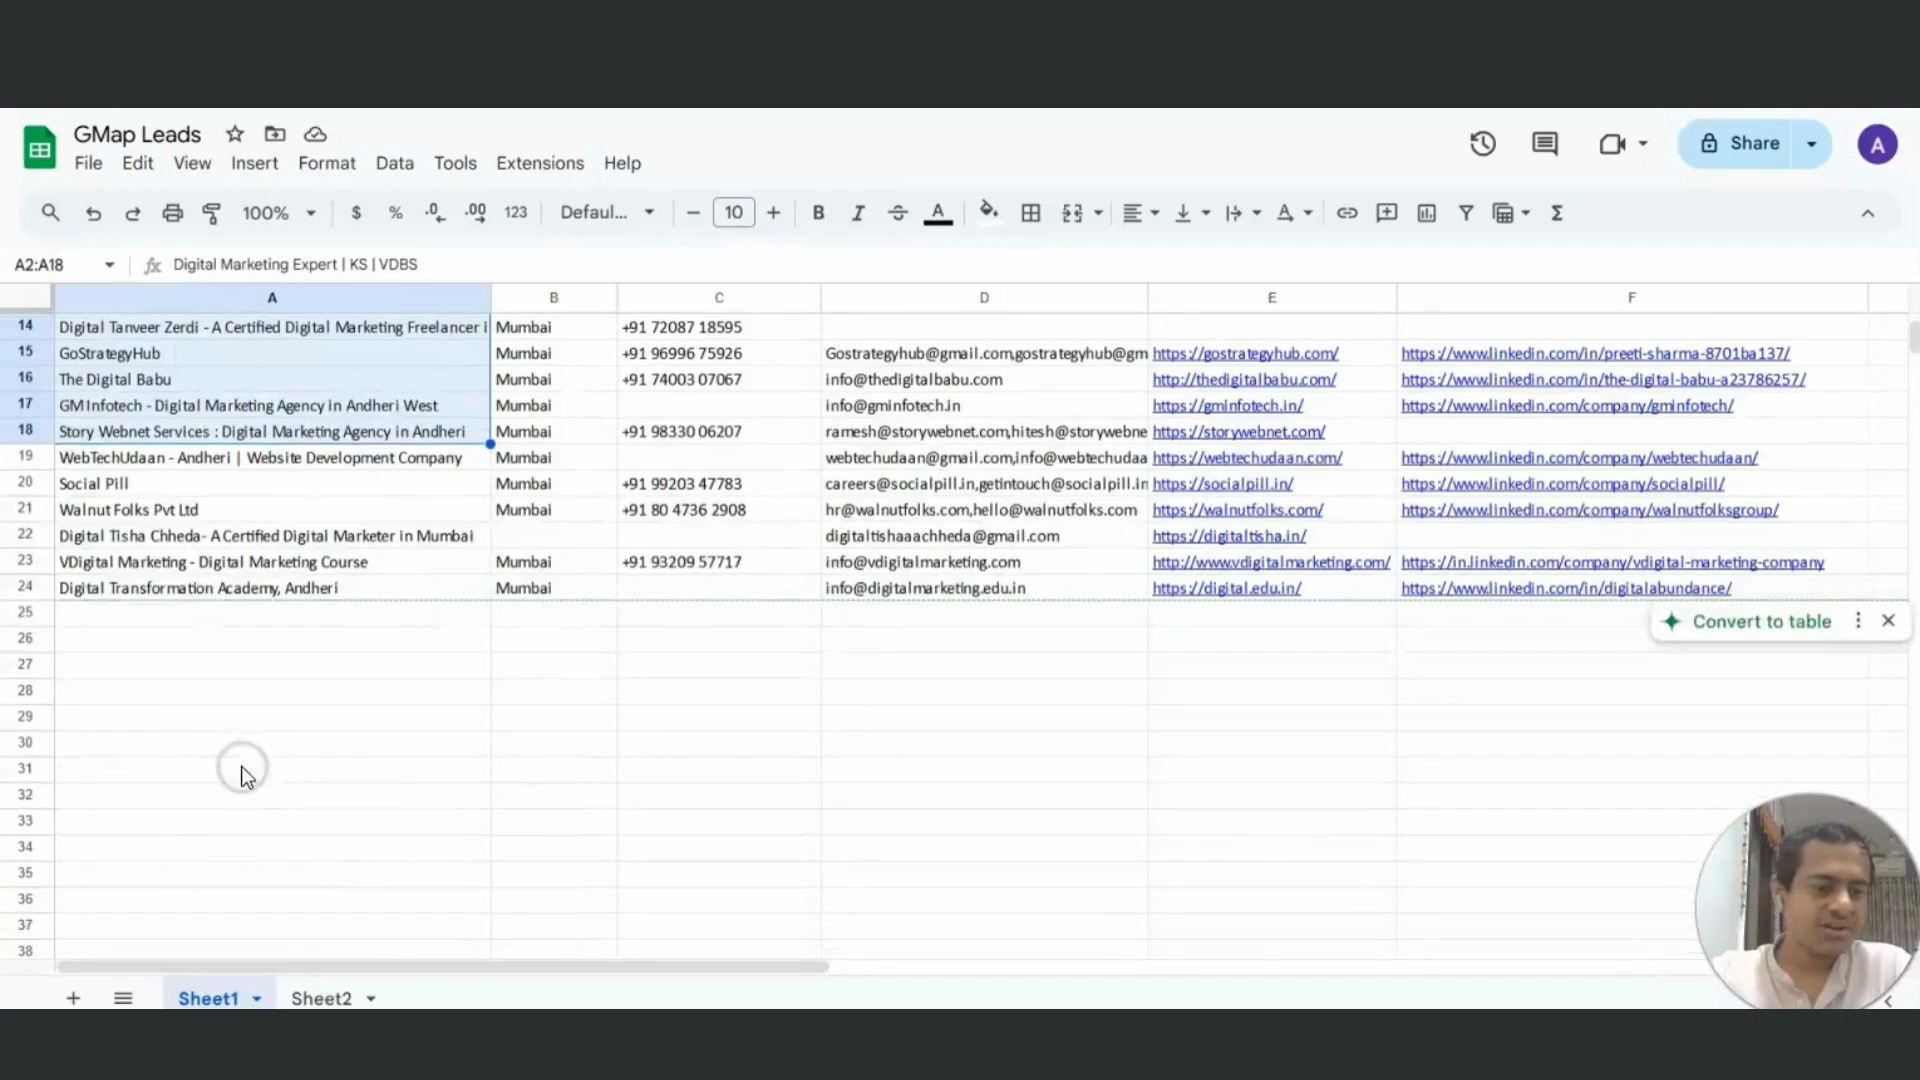 GMap Leads
Share
A
File Edit View Insert Format Data Tools Extensions Help
100% $ % .0 .00 123 Defaul... 10 B I S A Σ
A2:A18 fx Digital Marketing Expert | KS | VDBS
A B C D E F
14 Digital Tanveer Zerdi - A Certified Digital Marketing Freelancer i Mumbai +91 72087 18595
15 GoStrategyHub Mumbai +91 96996 75926 Gostrategyhub@gmail.com,gostrategyhub@gm https://gostrategyhub.com/ https://www.linkedin.com/in/preeti-sharma-8701ba137/
16 The Digital Babu Mumbai +91 74003 07067 info@thedigitalbabu.com http://thedigitalbabu.com/ https://www.linkedin.com/in/the-digital-babu-a23786257/
17 GM Infotech - Digital Marketing Agency in Andheri West Mumbai info@gminfotech.in https://gminfotech.in/ https://www.linkedin.com/company/gminfotech/
18 Story Webnet Services : Digital Marketing Agency in Andheri Mumbai +91 98330 06207 ramesh@storywebnet.com,hitesh@storywebne https://storywebnet.com/
19 WebTechUdaan - Andheri | Website Development Company Mumbai webtechudaan@gmail.com,info@webtechudaa https://webtechudaan.com/ https://www.linkedin.com/company/webtechudaan/
20 Social Pill Mumbai +91 99203 47783 careers@socialpill.in,getintouch@socialpill.in https://socialpill.in/ https://www.linkedin.com/company/socialpill/
21 Walnut Folks Pvt Ltd Mumbai +91 80 4736 2908 hr@walnutfolks.com,hello@walnutfolks.com https://walnutfolks.com/ https://www.linkedin.com/company/walnutfolksgroup/
22 Digital Tisha Chheda- A Certified Digital Marketer in Mumbai digitaltishaaachheda@gmail.com https://digitaltisha.in/
23 VDigital Marketing - Digital Marketing Course Mumbai +91 93209 57717 info@vdigitalmarketing.com http://www.vdigitalmarketing.com/ https://in.linkedin.com/company/vdigital-marketing-company
24 Digital Transformation Academy, Andheri Mumbai info@digitalmarketing.edu.in https://digital.edu.in/ https://www.linkedin.com/in/digitalabundance/
25
Convert to table
26
27
28
29
30
31
32
33
34
35
36
37
38
Sheet1 Sheet2